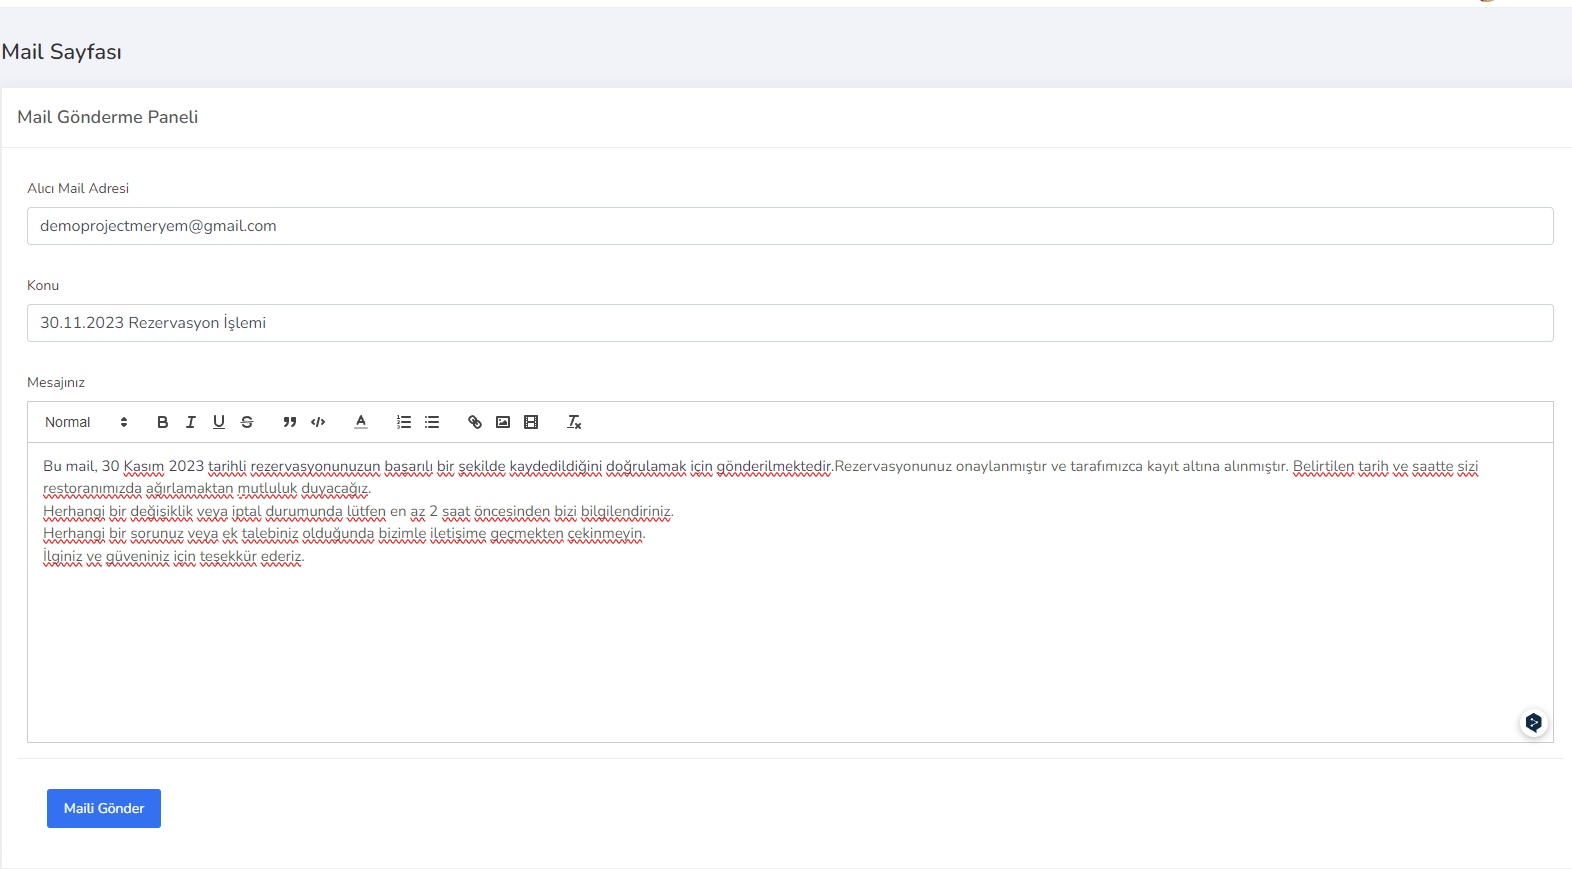 Mail Sayfası
Mail Gönderme Paneli
Alıcı Mail Adresi
demoprojectmeryem@gmail.com
Konu
30.11.2023 Rezervasyon İşlemi
Mesajınız
Normal
Bu mail, 30 Kasım 2023 tarihli rezervasyonunuzun başarılı bir şekilde kaydedildiğini doğrulamak için gönderilmektedir.Rezervasyonunuz onaylanmıştır ve tarafımızca kayıt altına alınmıştır. Belirtilen tarih ve saatte sizi
restoranımızda ağırlamaktan mutluluk duyacağız.
Herhangi bir değişiklik veya iptal durumunda lütfen en az 2 saat öncesinden bizi bilgilendiriniz.
Herhangi bir sorunuz veya ek talebiniz olduğunda bizimle iletişime geçmekten çekinmeyin.
İlginiz ve güveniniz için teşekkür ederiz.
Maili Gönder